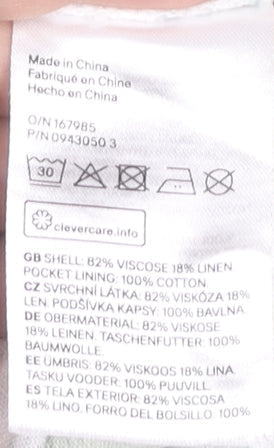 Made in China
Fabriqué en Chine
Hecho en China
O/N 167985
P/N 0943050 3
30
clevercare.info
GB SHELL: 82% VISCOSE 18% LINEN
POCKET LINING: 100% COTTON
CZ SVRCHNÍ LÁTKA: 82% VISKÓZA 18%
LEN. PODŠÍVKA KAPSY: 100% BAVLNA
DE OBERMATERIAL: 82% VISKOSE
18% LEINEN. TASCHENFUTTER: 100%
BAUMWOLLE
EE ÜMBRIS: 82% VISKOOS 18% LINA.
TASKU VOODER: 100% PUUVILL
ES TELA EXTERIOR: 82% VISCOSA
18% LINO. FORRO DEL BOLSILLO: 100%